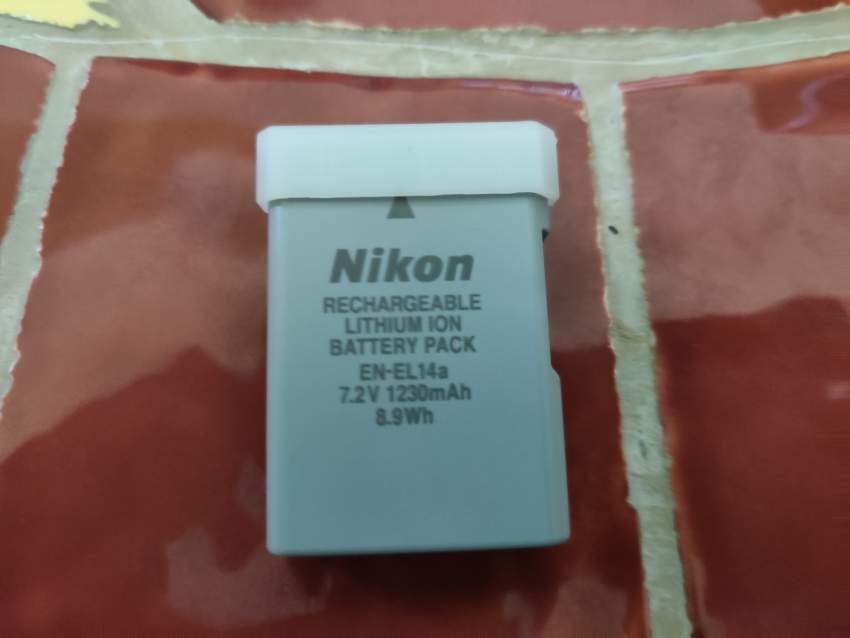 Nikon
RECHARGEABLE
LITHIUM ION
BATTERY PACK
EN-EL14a
7.2V 1230mAh
8.9Wh